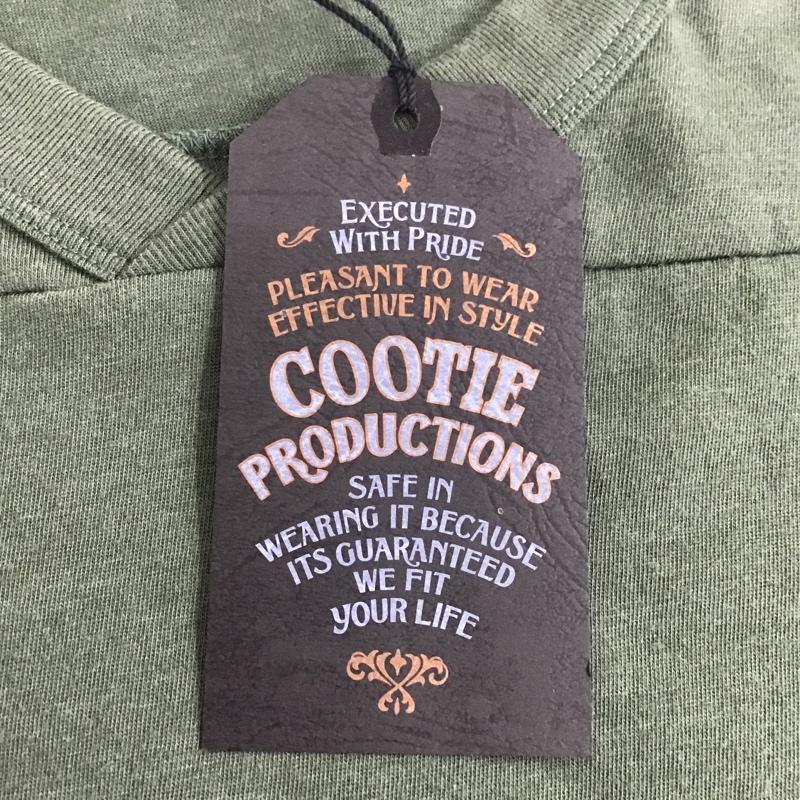 EXECUTED
WITH PRIDE
PLEASANT TO WEAR
EFFECTIVE IN STYLE
COOTIE
PRODUCTIONS
SAFE IN
WEARING IT BECAUSE
ITS GUARANTEED
WE FIT
YOUR LIFE